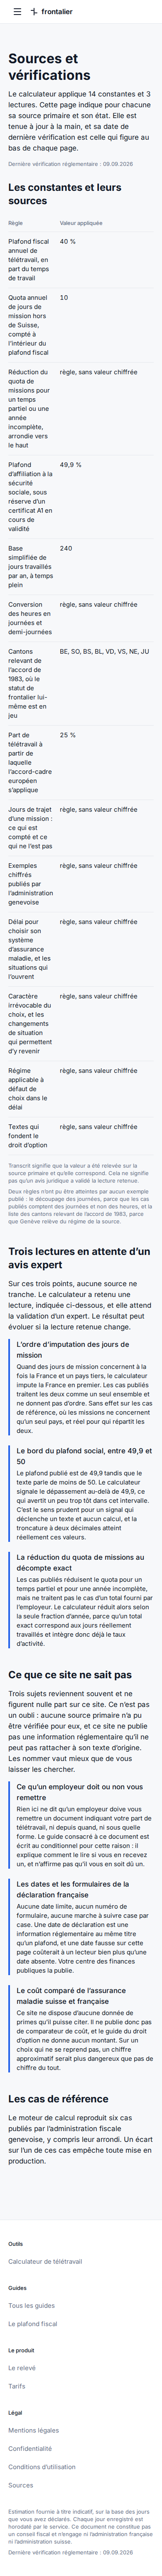 frontalier
Sources et
vérifications
Le calculateur applique 14 constantes et 3
lectures. Cette page indique pour chacune
sa source primaire et son état. Elle est
tenue à jour à la main, et sa date de
dernière vérification est celle qui figure au
bas de chaque page.
Dernière vérification réglementaire : 09.09.2026
Les constantes et leurs
sources
Règle
Valeur appliquée
Plafond fiscal
annuel de
télétravail, en
part du temps
de travail
40 %
Quota annuel
de jours de
mission hors
de Suisse,
compté à
l’intérieur du
plafond fiscal
10
Réduction du
quota de
missions pour
un temps
partiel ou une
année
incomplète,
arrondie vers
le haut
règle, sans valeur chiffrée
Plafond
d’affiliation à la
sécurité
sociale, sous
réserve d’un
certificat A1 en
cours de
validité
49,9 %
Base
simplifiée de
jours travaillés
par an, à temps
plein
240
Conversion
des heures en
journées et
demi-journées
règle, sans valeur chiffrée
Cantons
relevant de
l’accord de
1983, où le
statut de
frontalier lui-
même est en
jeu
BE, SO, BS, BL, VD, VS, NE, JU
Part de
télétravail à
partir de
laquelle
l’accord-cadre
européen
s’applique
25 %
Jours de trajet
d’une mission :
ce qui est
compté et ce
qui ne l’est pas
règle, sans valeur chiffrée
Exemples
chiffrés
publiés par
l’administration
genevoise
règle, sans valeur chiffrée
Délai pour
choisir son
système
d’assurance
maladie, et les
situations qui
l’ouvrent
règle, sans valeur chiffrée
Caractère
irrévocable du
choix, et les
changements
de situation
qui permettent
d’y revenir
règle, sans valeur chiffrée
Régime
applicable à
défaut de
choix dans le
délai
règle, sans valeur chiffrée
Textes qui
fondent le
droit d’option
règle, sans valeur chiffrée
Transcrit signifie que la valeur a été relevée sur la
source primaire et qu’elle correspond. Cela ne signifie
pas qu’un juriste a validé la lecture retenue.
Deux règles n’ont pu être atteintes par aucun exemple
publié : le découpage des journées, parce que les cas
publiés comptent des journées et non des heures, et la
liste des cantons relevant de l’accord de 1983, parce
que Genève relève du régime de la source.
Trois lectures en attente d’un
avis expert
Sur ces trois points, aucune source ne
tranche. Le calculateur a retenu une
lecture, indiquée ci-dessous, et elle attend
la validation d’un expert. Le résultat peut
évoluer si la lecture retenue change.
L’ordre d’imputation des jours de
mission
Quand des jours de mission concernent à la
fois la France et un pays tiers, le calculateur
impute la France en premier. Les cas publiés
traitent les deux comme un seul ensemble et
ne donnent pas d’ordre. Sans effet sur les cas
de référence, où les missions ne concernent
qu’un seul pays, et réel pour qui répartit les
deux.
Le bord du plafond social, entre 49,9 et
50
Le plafond publié est de 49,9 tandis que le
texte parle de moins de 50. Le calculateur
signale le dépassement au-delà de 49,9, ce
qui avertit un peu trop tôt dans cet intervalle.
C’est le sens prudent pour un signal qui
déclenche un texte et aucun calcul, et la
troncature à deux décimales atteint
réellement ces valeurs.
La réduction du quota de missions au
décompte exact
Les cas publiés réduisent le quota pour un
temps partiel et pour une année incomplète,
mais ne traitent pas le cas d’un total fourni par
l’employeur. Le calculateur réduit alors selon
la seule fraction d’année, parce qu’un total
exact correspond aux jours réellement
travaillés et intègre donc déjà le taux
d’activité.
Ce que ce site ne sait pas
Trois sujets reviennent souvent et ne
figurent nulle part sur ce site. Ce n’est pas
un oubli : aucune source primaire n’a pu
être vérifiée pour eux, et ce site ne publie
pas une information réglementaire qu’il ne
peut pas rattacher à son texte d’origine.
Les nommer vaut mieux que de vous
laisser les chercher.
Ce qu’un employeur doit ou non vous
remettre
Rien ici ne dit qu’un employeur doive vous
remettre un document indiquant votre part de
télétravail, ni depuis quand, ni sous quelle
forme. Le guide consacré à ce document est
écrit au conditionnel pour cette raison : il
explique comment le lire si vous en recevez
un, et n’affirme pas qu’il vous en soit dû un.
Les dates et les formulaires de la
déclaration française
Aucune date limite, aucun numéro de
formulaire, aucune marche à suivre case par
case. Une date de déclaration est une
information réglementaire au même titre
qu’un plafond, et une date fausse sur cette
page coûterait à un lecteur bien plus qu’une
date absente. Votre centre des finances
publiques la publie.
Le coût comparé de l’assurance
maladie suisse et française
Ce site ne dispose d’aucune donnée de
primes qu’il puisse citer. Il ne publie donc pas
de comparateur de coût, et le guide du droit
d’option ne donne aucun montant. Sur un
choix qui ne se reprend pas, un chiffre
approximatif serait plus dangereux que pas de
chiffre du tout.
Les cas de référence
Le moteur de calcul reproduit six cas
publiés par l’administration fiscale
genevoise, y compris leur arrondi. Un écart
sur l’un de ces cas empêche toute mise en
production.
Outils
Calculateur de télétravail
Guides
Tous les guides
Le plafond fiscal
Le produit
Le relevé
Tarifs
Légal
Mentions légales
Confidentialité
Conditions d’utilisation
Sources
Estimation fournie à titre indicatif, sur la base des jours
que vous avez déclarés. Chaque jour enregistré est
horodaté par le service. Ce document ne constitue pas
un conseil fiscal et n’engage ni l’administration française
ni l’administration suisse.
Dernière vérification réglementaire : 09.09.2026